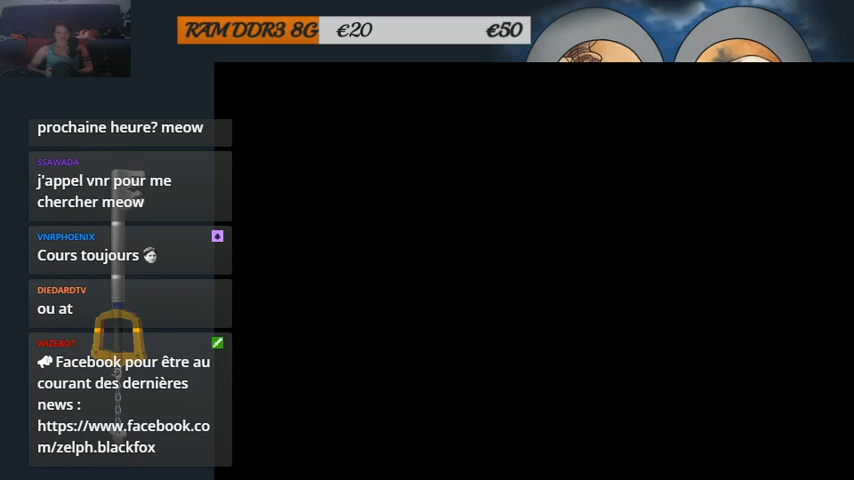 RAM DDR3 8G €20 €50
prochaine heure? meow
SSAWADA
j'appel vnr pour me
chercher meow
VNRPHOENIX
Cours toujours
DIEDARDTV
ou at
WIZEBOT
Facebook pour être au
courant des dernières
news :
https://www.facebook.co
m/zelph.blackfox